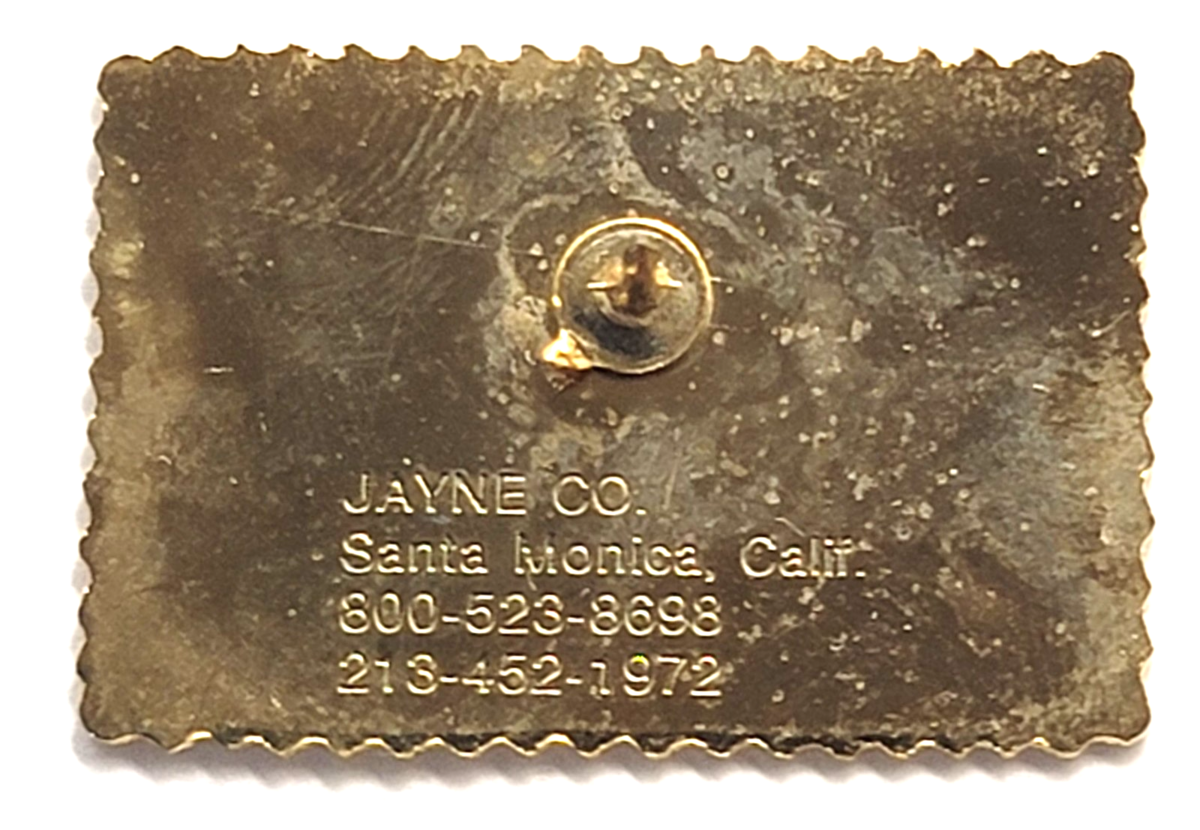 JAYNE CO.
Santa Monica, Calif.
800-523-8698
213-452-1972